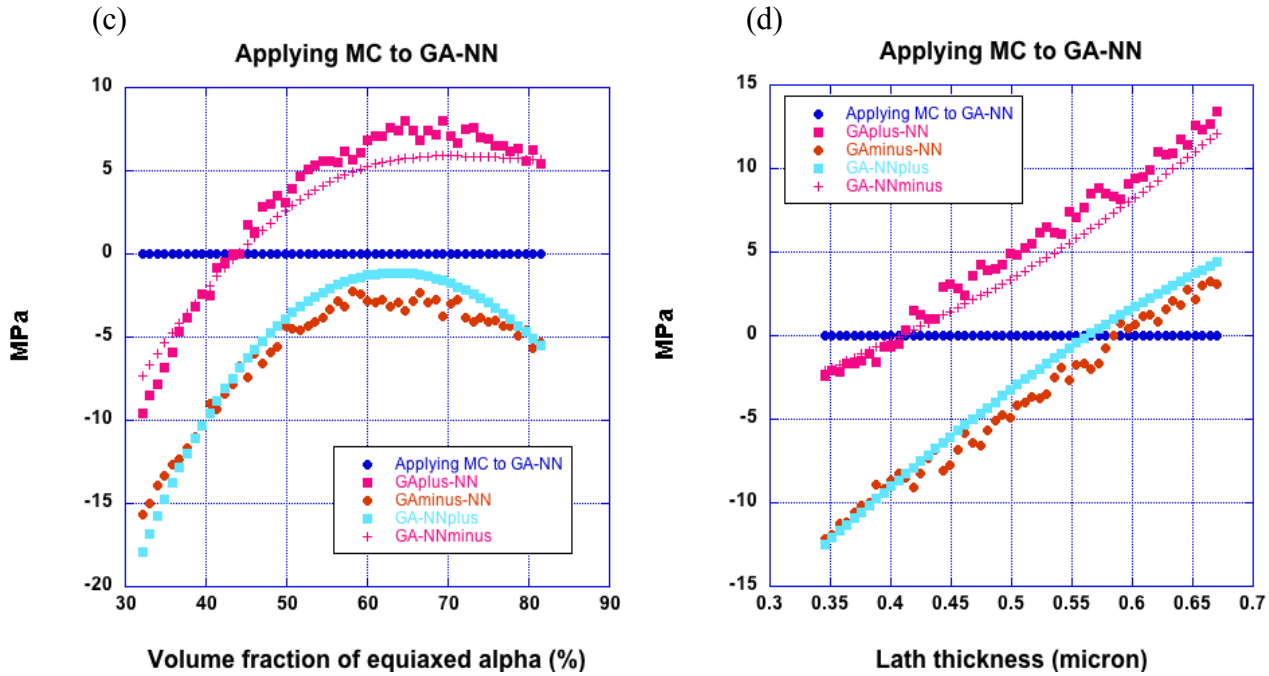 (c)
Applying MC to GA-NN
10
5
0
-5
-10
-15
-20
MPa
Applying MC to GA-NN
GAplus-NN
GAminus-NN
GA-NNplus
GA-NNminus
30 40 50 60 70 80 90
Volume fraction of equiaxed alpha (%)
(d)
Applying MC to GA-NN
15
10
5
0
-5
-10
-15
MPa
Applying MC to GA-NN
GAplus-NN
GAminus-NN
GA-NNplus
GA-NNminus
0.3 0.35 0.4 0.45 0.5 0.55 0.6 0.65 0.7
Lath thickness (micron)